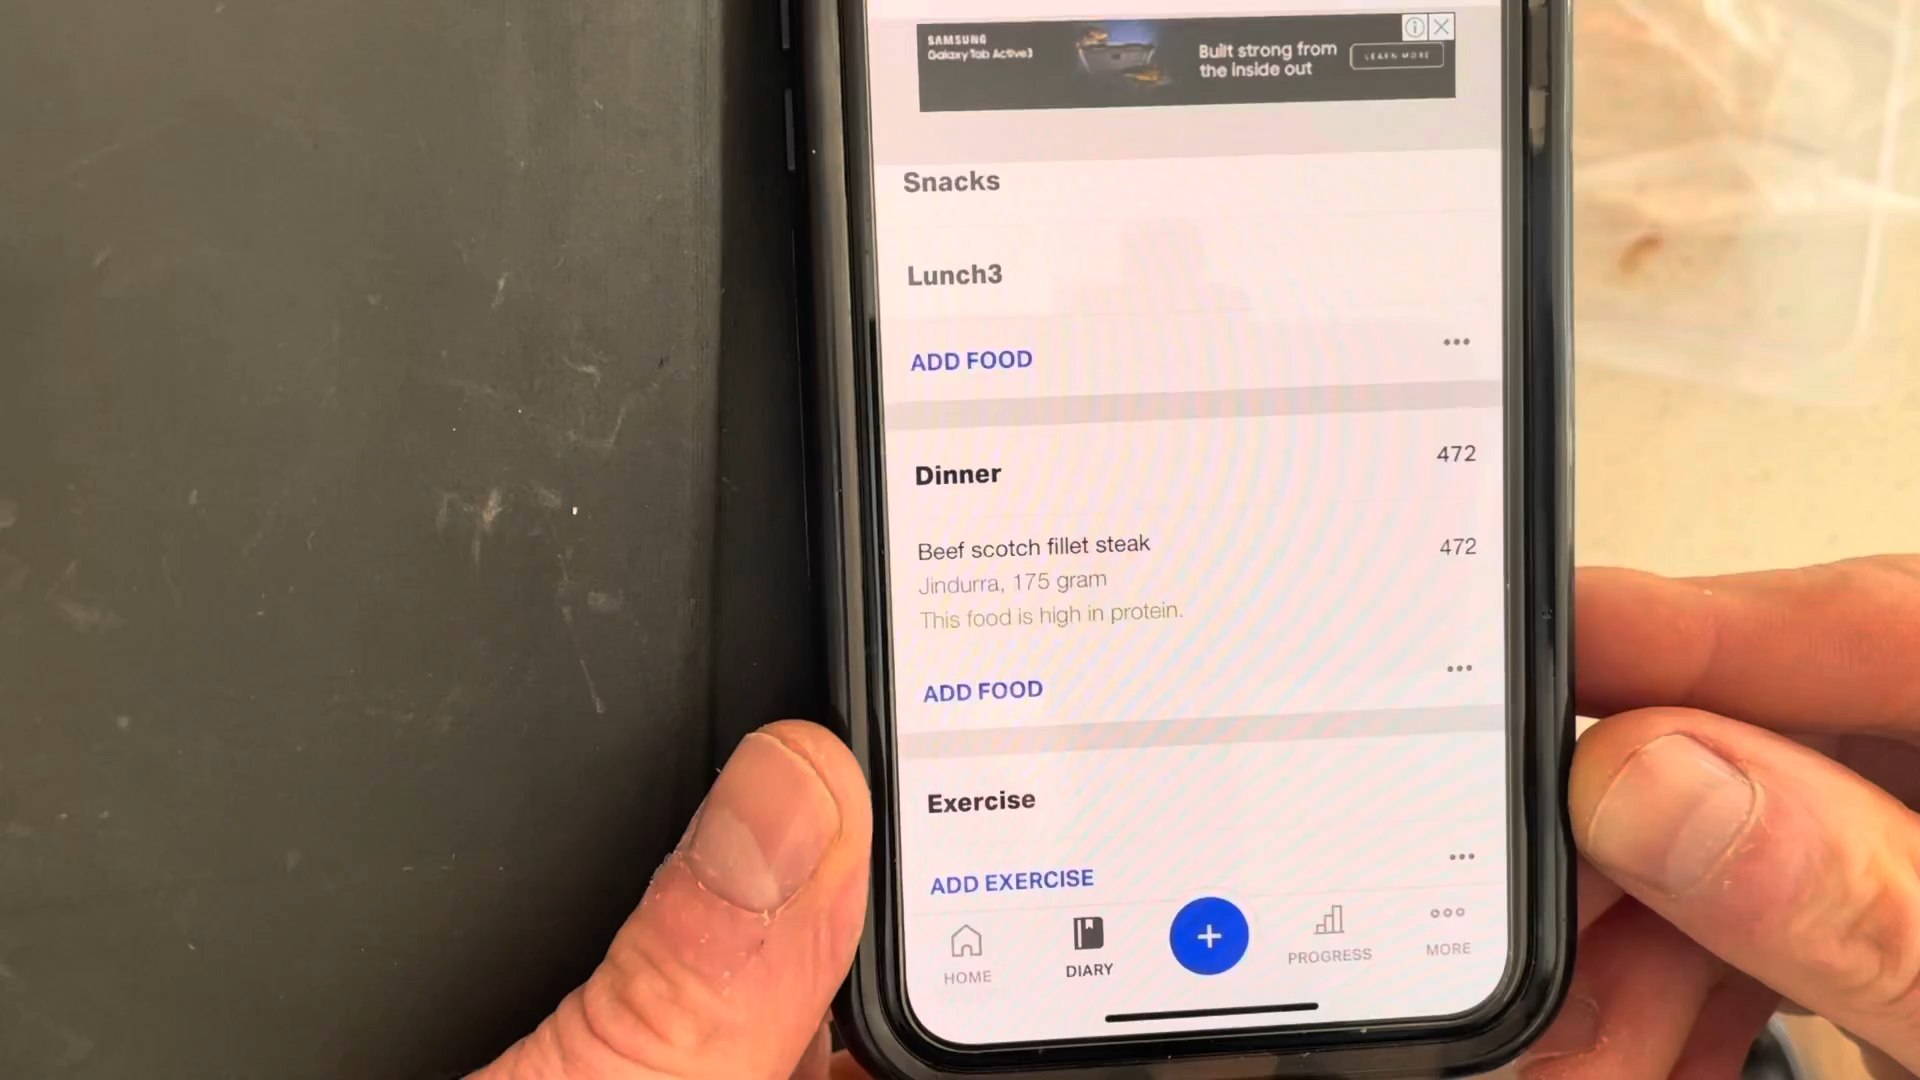 SAMSUNG
Galaxy Tab Active3
Built strong from
the inside out
LEARN MORE
Snacks
Lunch3
ADD FOOD
Dinner
472
Beef scotch fillet steak
472
Jindurra, 175 gram
This food is high in protein.
ADD FOOD
Exercise
ADD EXERCISE
HOME
DIARY
+
PROGRESS
MORE